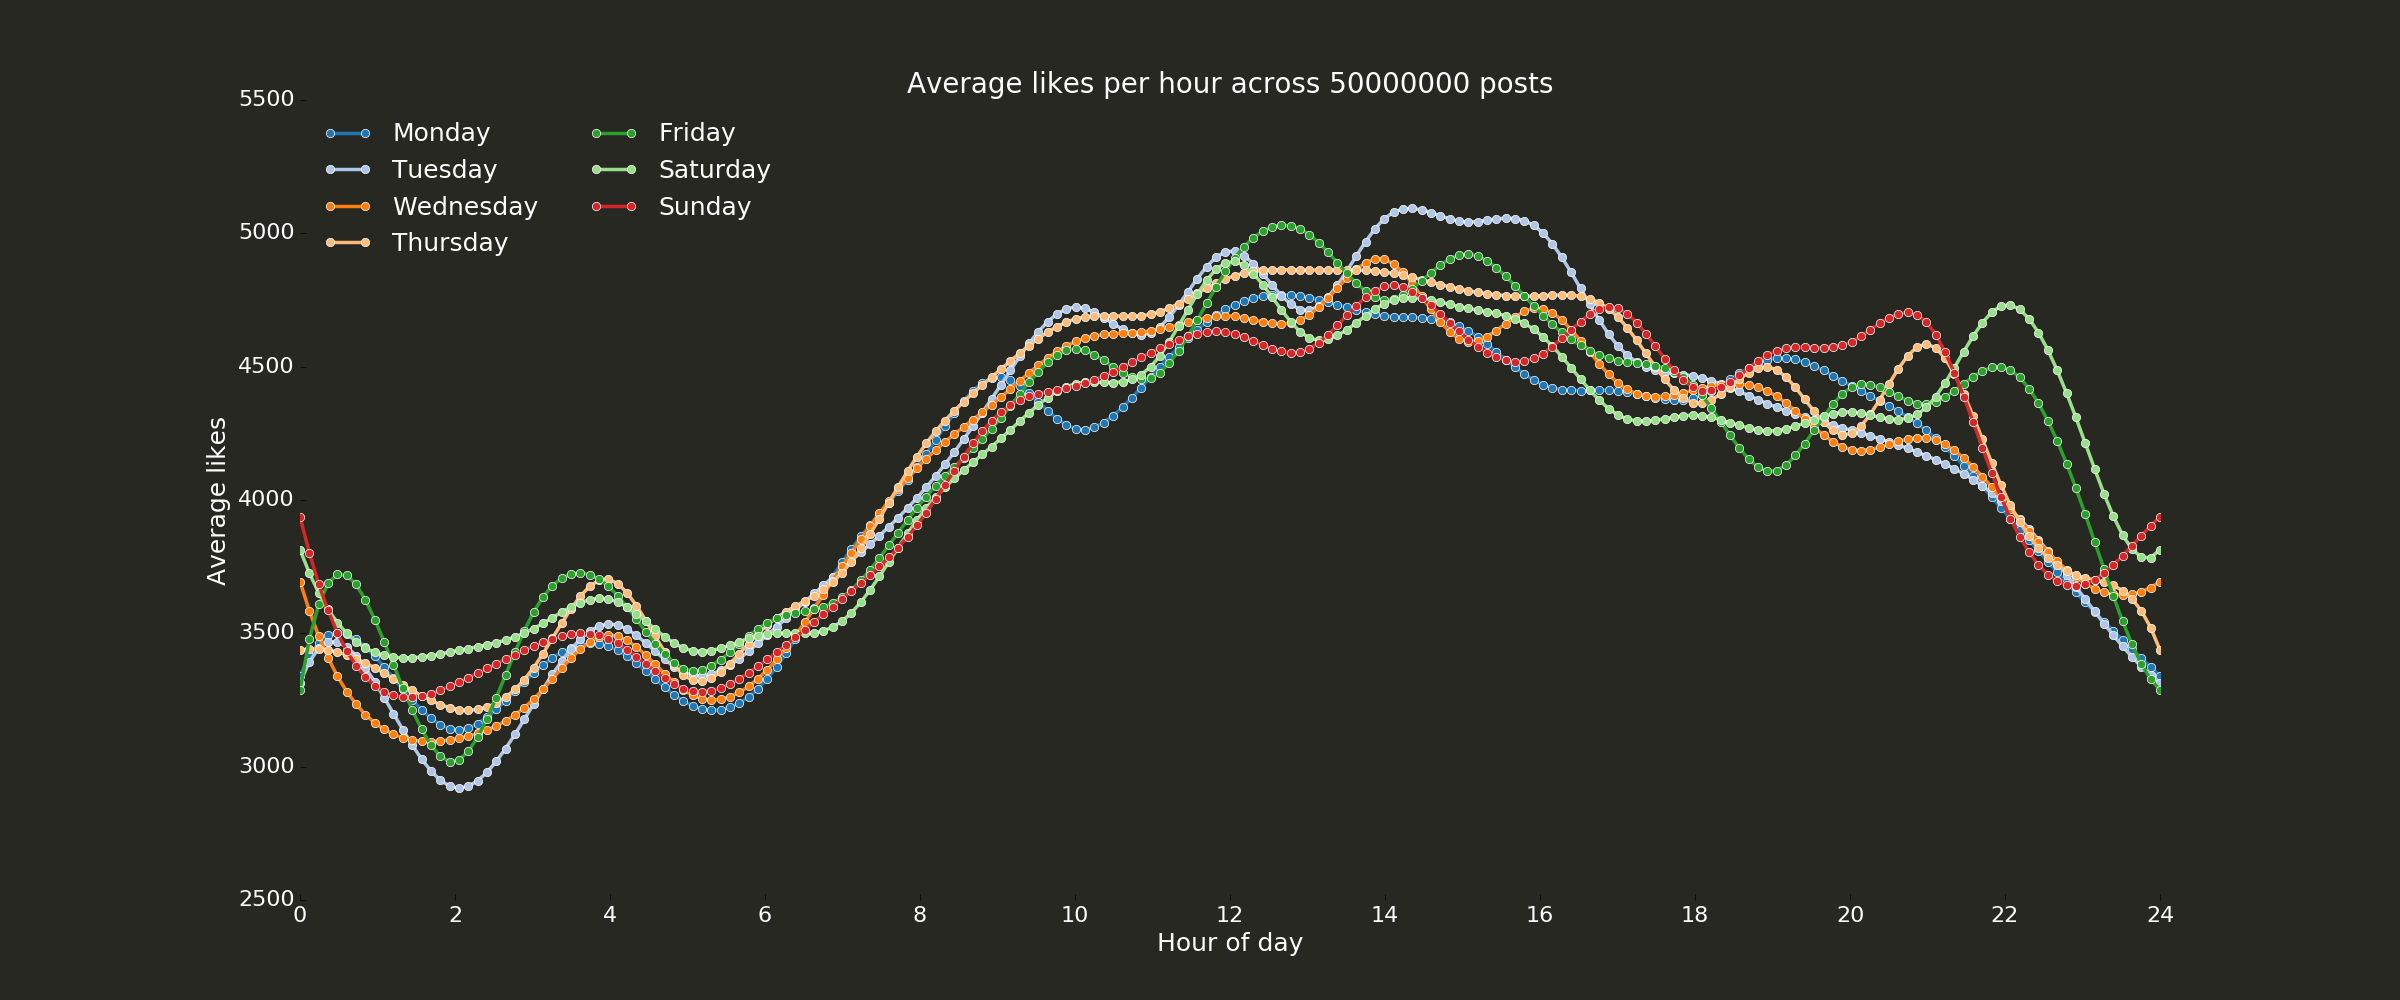 Average likes per hour across 50000000 posts
5500
5000
4500
4000
3500
3000
2500
Average likes
Monday
Tuesday
Wednesday
Thursday
Friday
Saturday
Sunday
0 2 4 6 8 10 12 14 16 18 20 22 24
Hour of day